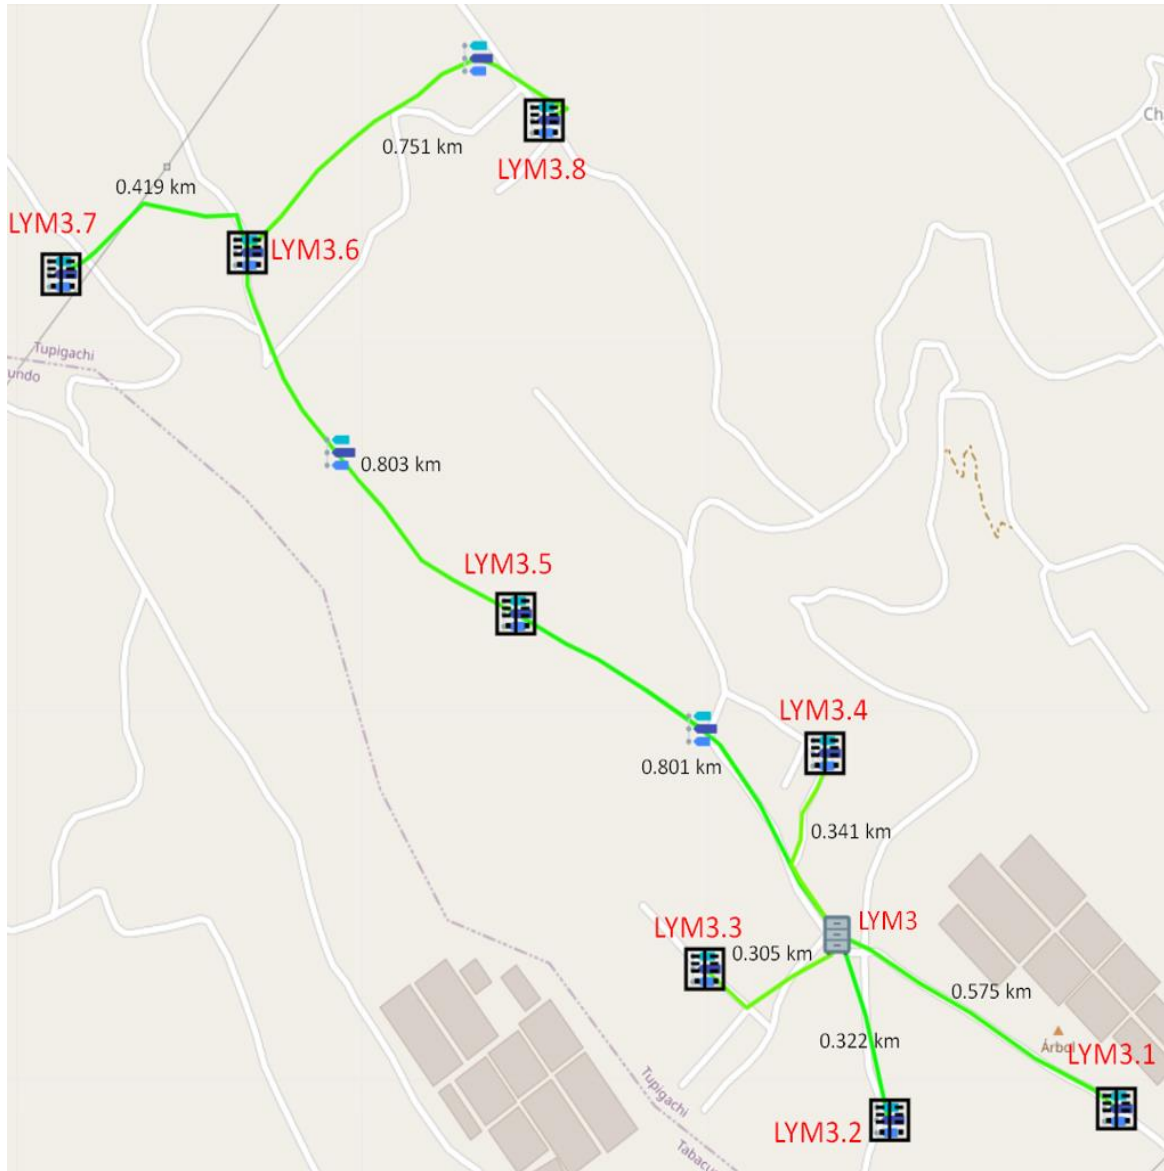 Ch
0.751 km
LYM3.8
0.419 km
LYM3.7
LYM3.6
Tupigachi
undo
0.803 km
LYM3.5
LYM3.4
0.801 km
0.341 km
LYM3
LYM3.3
0.305 km
0.575 km
0.322 km
Árbol
LYM3.1
Tupigachi
LYM3.2
Tabacu